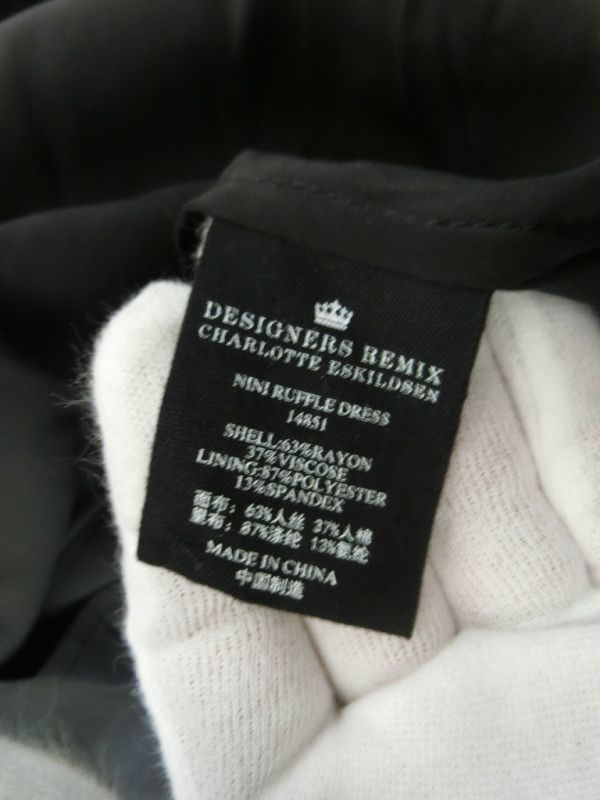 DESIGNERS REMIX
CHARLOTTE ESKILDSEN
NINI RUFFLE DRESS
14851
SHELL:63%RAYON
37%VISCOSE
LINING:87%POLYESTER
13%SPANDEX
面布：63%人丝 37%人棉
里布：87%涤纶 13%氨纶
MADE IN CHINA
中国制造